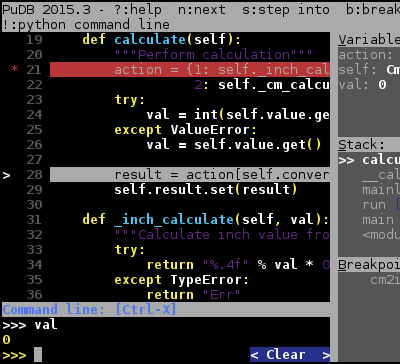 PuDB 2015.3 - ?:help  n:next  s:step into  b:break
!:python command line
19     def calculate(self):
20         """Perform calculation"""
* 21         action = {1: self._inch_cal
22                   2: self._cm_calcu
23         try:
24             val = int(self.value.ge
25         except ValueError:
26             val = self.value.get()
27
> 28         result = action[self.conver
29         self.result.set(result)
30
31     def _inch_calculate(self, val):
32         """Calculate inch value fro
33         try:
34             return "%.4f" % val * 0
35         except TypeError:
36             return "Err"
Command line: [Ctrl-X]
>>> val
0
>>>
< Clear  >
Variable
action:
self: Cm
val: 0
Stack:
>> calcu
__cal
mainl
run [
main
<modu
Breakpoi
cm2i